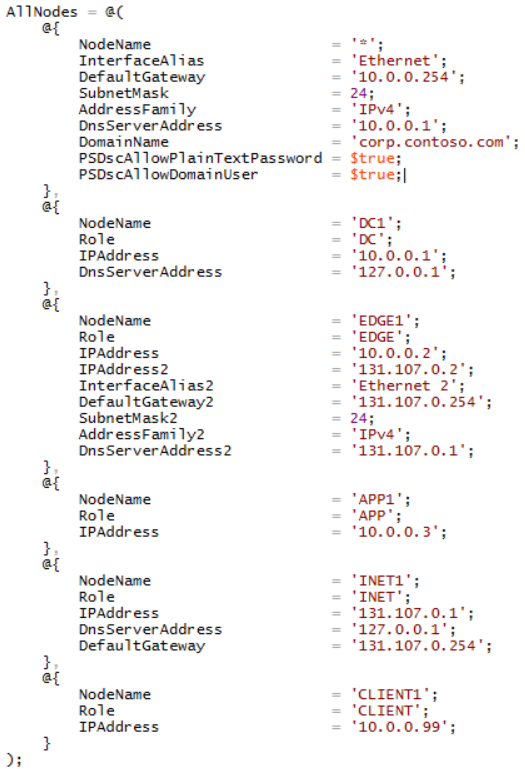 AllNodes = @(
    @{
        NodeName                    = '*';
        InterfaceAlias              = 'Ethernet';
        DefaultGateway              = '10.0.0.254';
        SubnetMask                  = 24;
        AddressFamily               = 'IPv4';
        DnsServerAddress            = '10.0.0.1';
        DomainName                  = 'corp.contoso.com';
        PSDscAllowPlainTextPassword = $true;
        PSDscAllowDomainUser        = $true;
    },
    @{
        NodeName                    = 'DC1';
        Role                        = 'DC';
        IPAddress                   = '10.0.0.1';
        DnsServerAddress            = '127.0.0.1';
    },
    @{
        NodeName                    = 'EDGE1';
        Role                        = 'EDGE';
        IPAddress                   = '10.0.0.2';
        IPAddress2                  = '131.107.0.2';
        InterfaceAlias2             = 'Ethernet 2';
        DefaultGateway2             = '131.107.0.254';
        SubnetMask2                 = 24;
        AddressFamily2              = 'IPv4';
        DnsServerAddress2           = '131.107.0.1';
    },
    @{
        NodeName                    = 'APP1';
        Role                        = 'APP';
        IPAddress                   = '10.0.0.3';
    },
    @{
        NodeName                    = 'INET1';
        Role                        = 'INET';
        IPAddress                   = '131.107.0.1';
        DnsServerAddress            = '127.0.0.1';
        DefaultGateway              = '131.107.0.254';
    },
    @{
        NodeName                    = 'CLIENT1';
        Role                        = 'CLIENT';
        IPAddress                   = '10.0.0.99';
    }
);